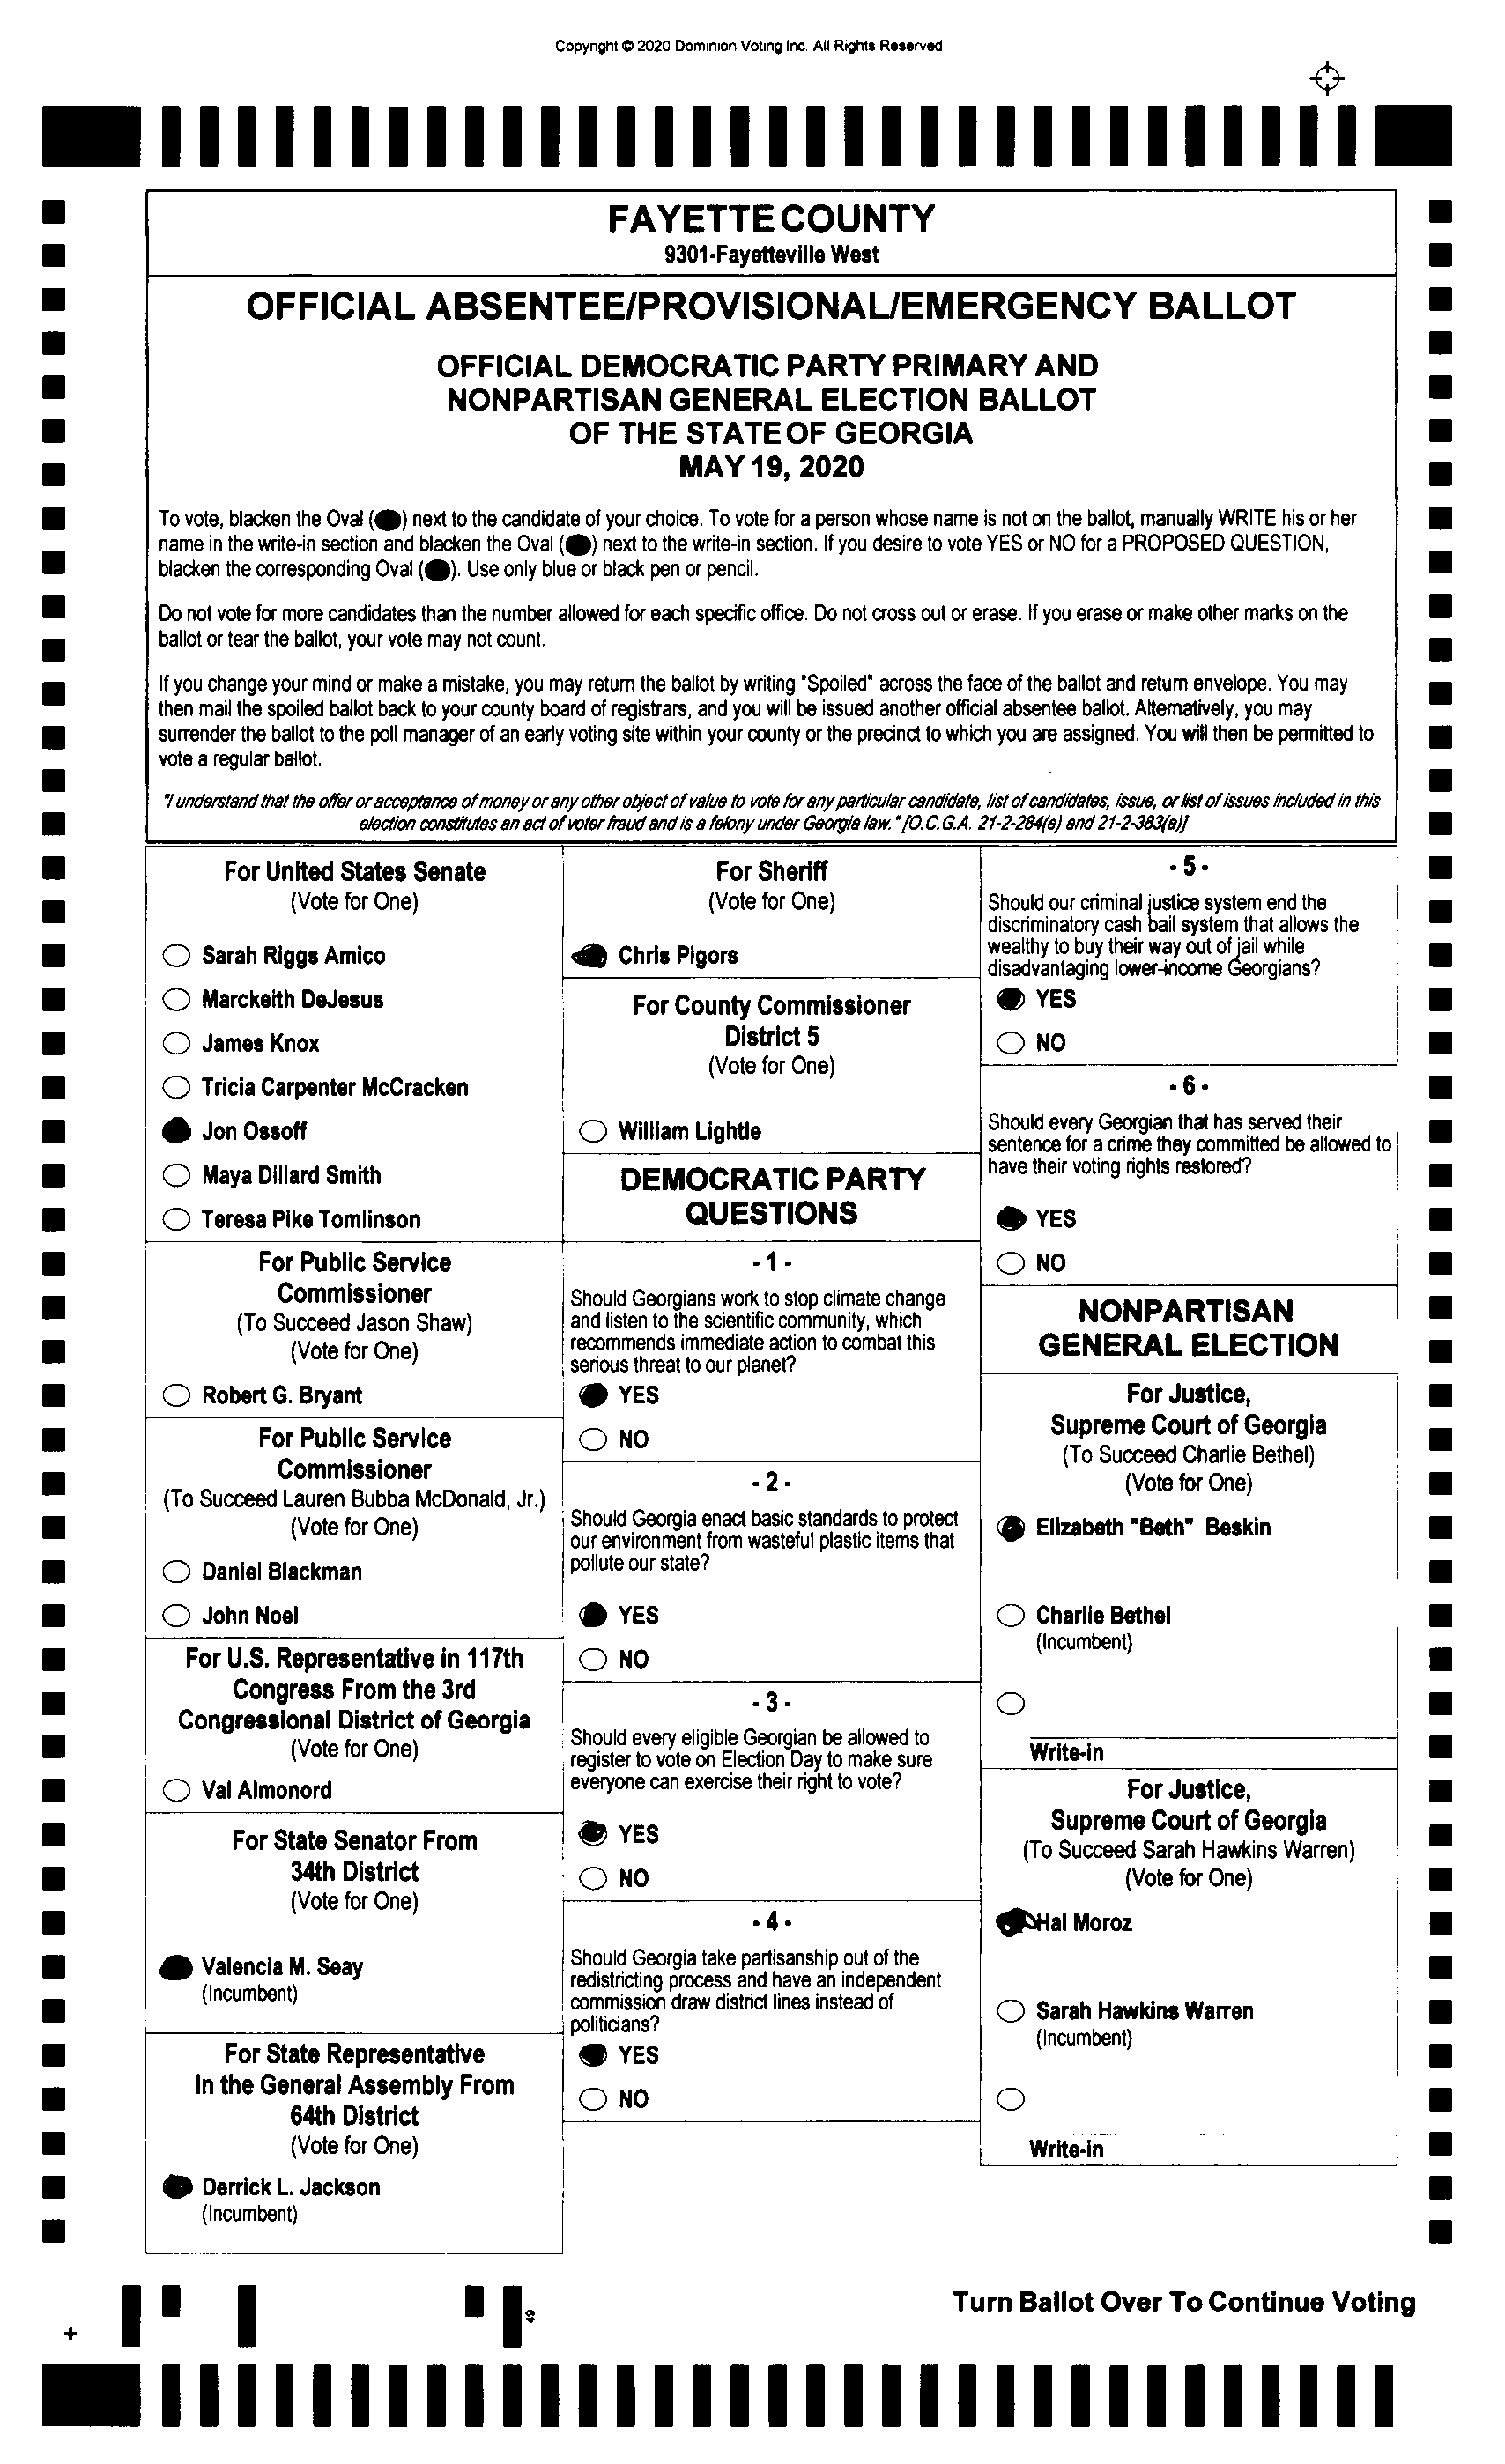 Copyright © 2020 Dominion Voting Inc. All Rights Reserved
FAYETTE COUNTY
9301-Fayetteville West
OFFICIAL ABSENTEE/PROVISIONAL/EMERGENCY BALLOT
OFFICIAL DEMOCRATIC PARTY PRIMARY AND
NONPARTISAN GENERAL ELECTION BALLOT
OF THE STATE OF GEORGIA
MAY 19, 2020
To vote, blacken the Oval ( ) next to the candidate of your choice. To vote for a person whose name is not on the ballot, manually WRITE his or her
name in the write-in section and blacken the Oval ( ) next to the write-in section. If you desire to vote YES or NO for a PROPOSED QUESTION,
blacken the corresponding Oval ( ). Use only blue or black pen or pencil.
Do not vote for more candidates than the number allowed for each specific office. Do not cross out or erase. If you erase or make other marks on the
ballot or tear the ballot, your vote may not count.
If you change your mind or make a mistake, you may return the ballot by writing "Spoiled" across the face of the ballot and return envelope. You may
then mail the spoiled ballot back to your county board of registrars, and you will be issued another official absentee ballot. Alternatively, you may
surrender the ballot to the poll manager of an early voting site within your county or the precinct to which you are assigned. You will then be permitted to
vote a regular ballot.
"I understand that the offer or acceptance of money or any other object of value to vote for any particular candidate, list of candidates, issue, or list of issues included in this
election constitutes an act of voter fraud and is a felony under Georgia law." [O.C.G.A. 21-2-284(e) and 21-2-383(a)]
For United States Senate
(Vote for One)
Sarah Riggs Amico
Marckeith DeJesus
James Knox
Tricia Carpenter McCracken
Jon Ossoff
Maya Dillard Smith
Teresa Pike Tomlinson
For Public Service
Commissioner
(To Succeed Jason Shaw)
(Vote for One)
Robert G. Bryant
For Public Service
Commissioner
(To Succeed Lauren Bubba McDonald, Jr.)
(Vote for One)
Daniel Blackman
John Noel
For U.S. Representative in 117th
Congress From the 3rd
Congressional District of Georgia
(Vote for One)
Val Almonord
For State Senator From
34th District
(Vote for One)
Valencia M. Seay
(Incumbent)
For State Representative
In the General Assembly From
64th District
(Vote for One)
Derrick L. Jackson
(Incumbent)
For Sheriff
(Vote for One)
Chris Pigors
For County Commissioner
District 5
(Vote for One)
William Lightle
DEMOCRATIC PARTY
QUESTIONS
- 1 -
Should Georgians work to stop climate change
and listen to the scientific community, which
recommends immediate action to combat this
serious threat to our planet?
YES
NO
- 2 -
Should Georgia enact basic standards to protect
our environment from wasteful plastic items that
pollute our state?
YES
NO
- 3 -
Should every eligible Georgian be allowed to
register to vote on Election Day to make sure
everyone can exercise their right to vote?
YES
NO
- 4 -
Should Georgia take partisanship out of the
redistricting process and have an independent
commission draw district lines instead of
politicians?
YES
NO
- 5 -
Should our criminal justice system end the
discriminatory cash bail system that allows the
wealthy to buy their way out of jail while
disadvantaging lower-income Georgians?
YES
NO
- 6 -
Should every Georgian that has served their
sentence for a crime they committed be allowed to
have their voting rights restored?
YES
NO
NONPARTISAN
GENERAL ELECTION
For Justice,
Supreme Court of Georgia
(To Succeed Charlie Bethel)
(Vote for One)
Elizabeth "Beth" Beskin
Charlie Bethel
(Incumbent)
Write-in
For Justice,
Supreme Court of Georgia
(To Succeed Sarah Hawkins Warren)
(Vote for One)
Hal Moroz
Sarah Hawkins Warren
(Incumbent)
Write-in
Turn Ballot Over To Continue Voting
+